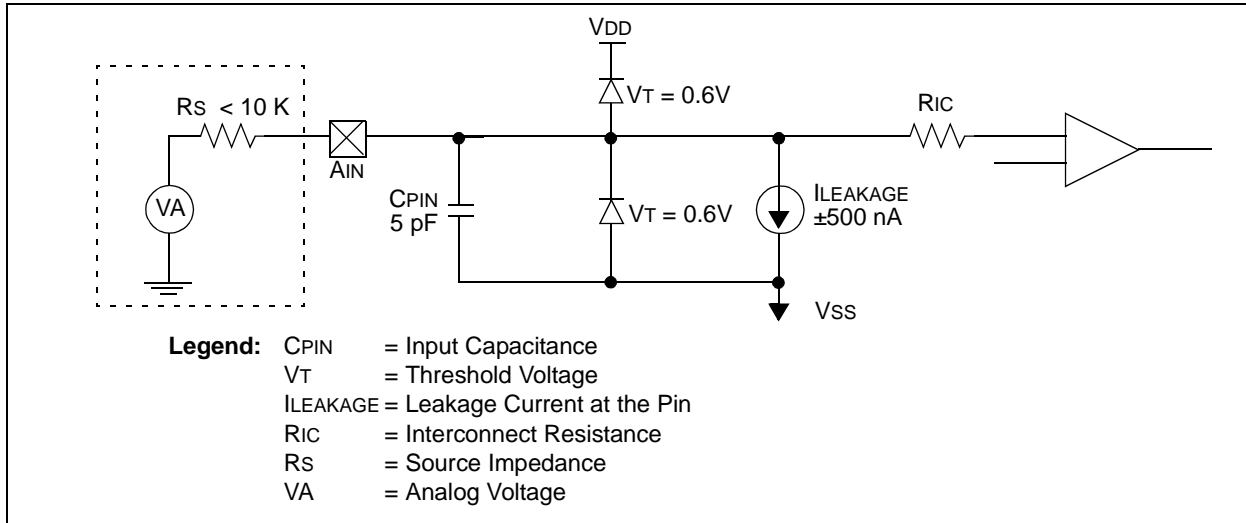 VDD
RS < 10 K
VT = 0.6V
RIC
AIN
VA
CPIN
5 pF
VT = 0.6V
ILEAKAGE
±500 nA
VSS
Legend: CPIN = Input Capacitance
VT = Threshold Voltage
ILEAKAGE = Leakage Current at the Pin
RIC = Interconnect Resistance
RS = Source Impedance
VA = Analog Voltage